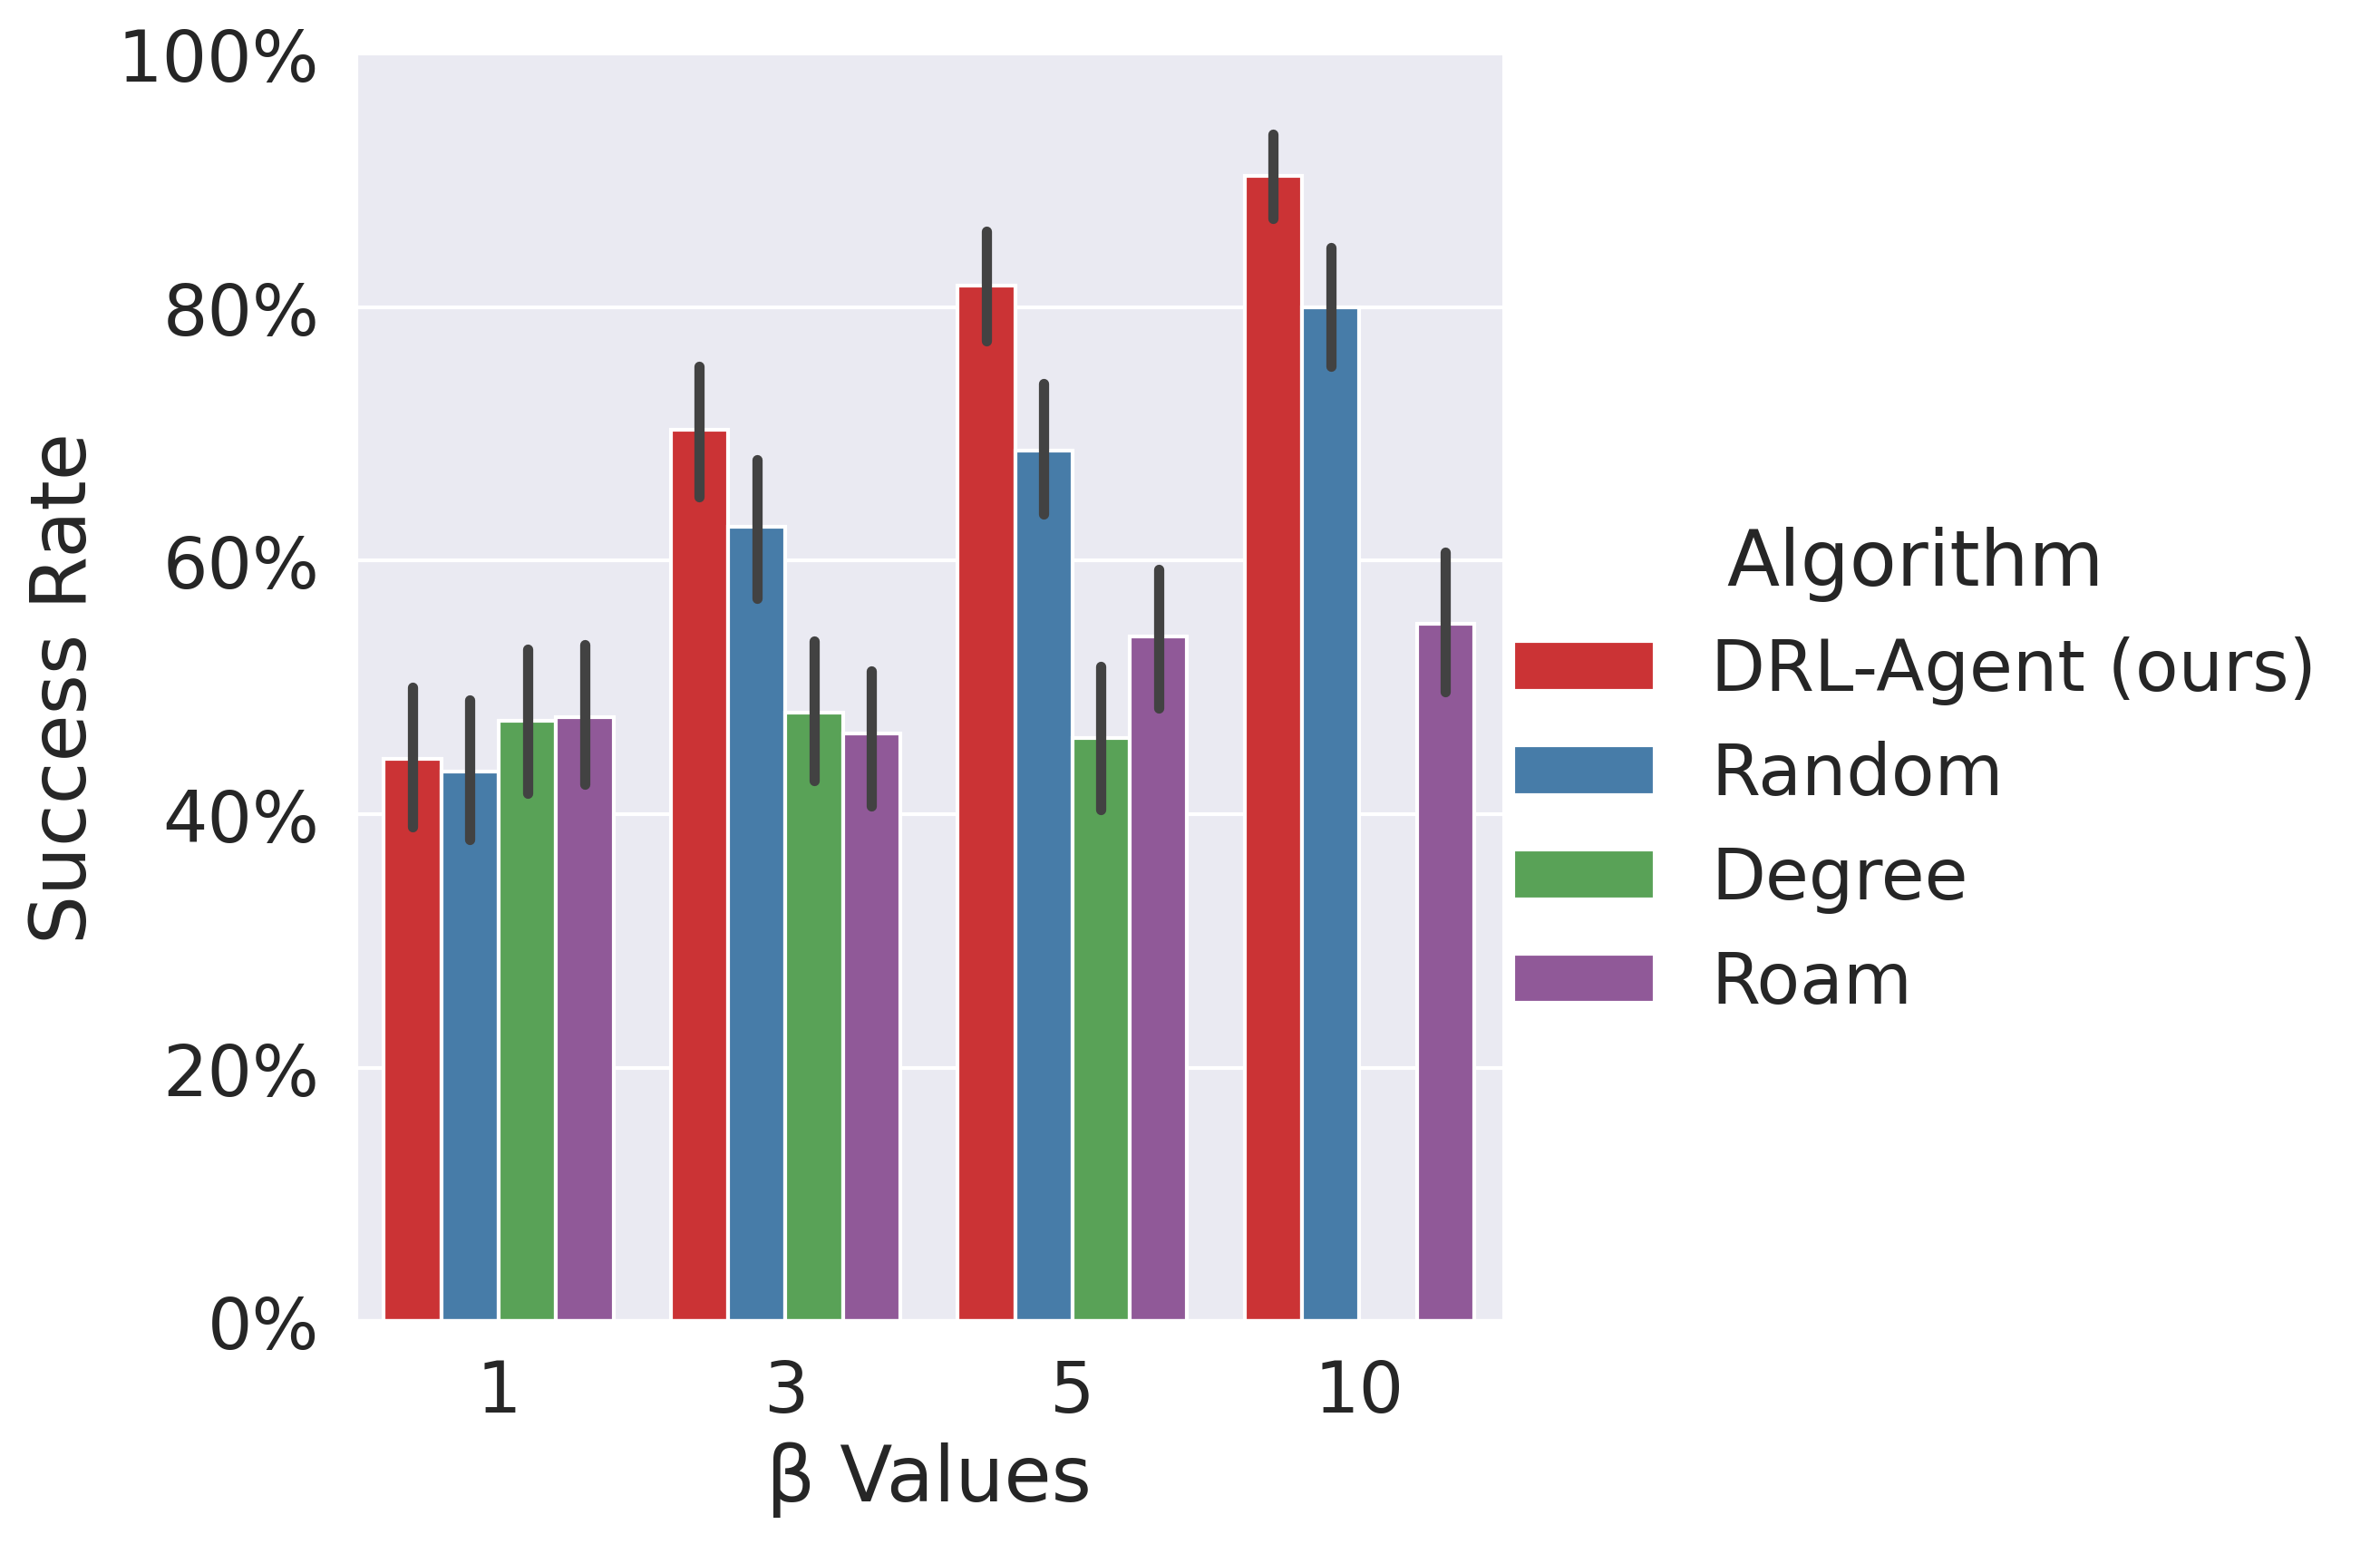 100%
80%
60%
40%
20%
0%
Success Rate
1 3 5 10
β Values
Algorithm
DRL-Agent (ours)
Random
Degree
Roam